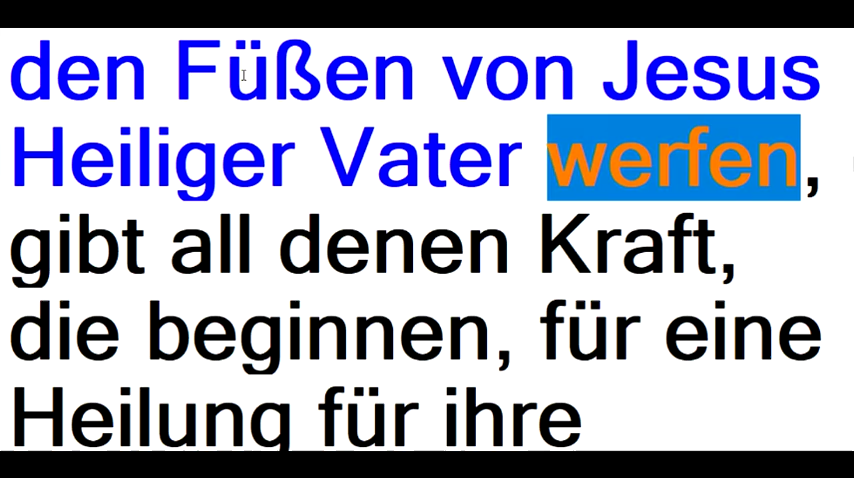 den Füßen von Jesus
Heiliger Vater werfen,
gibt all denen Kraft,
die beginnen, für eine
Heilung für ihre